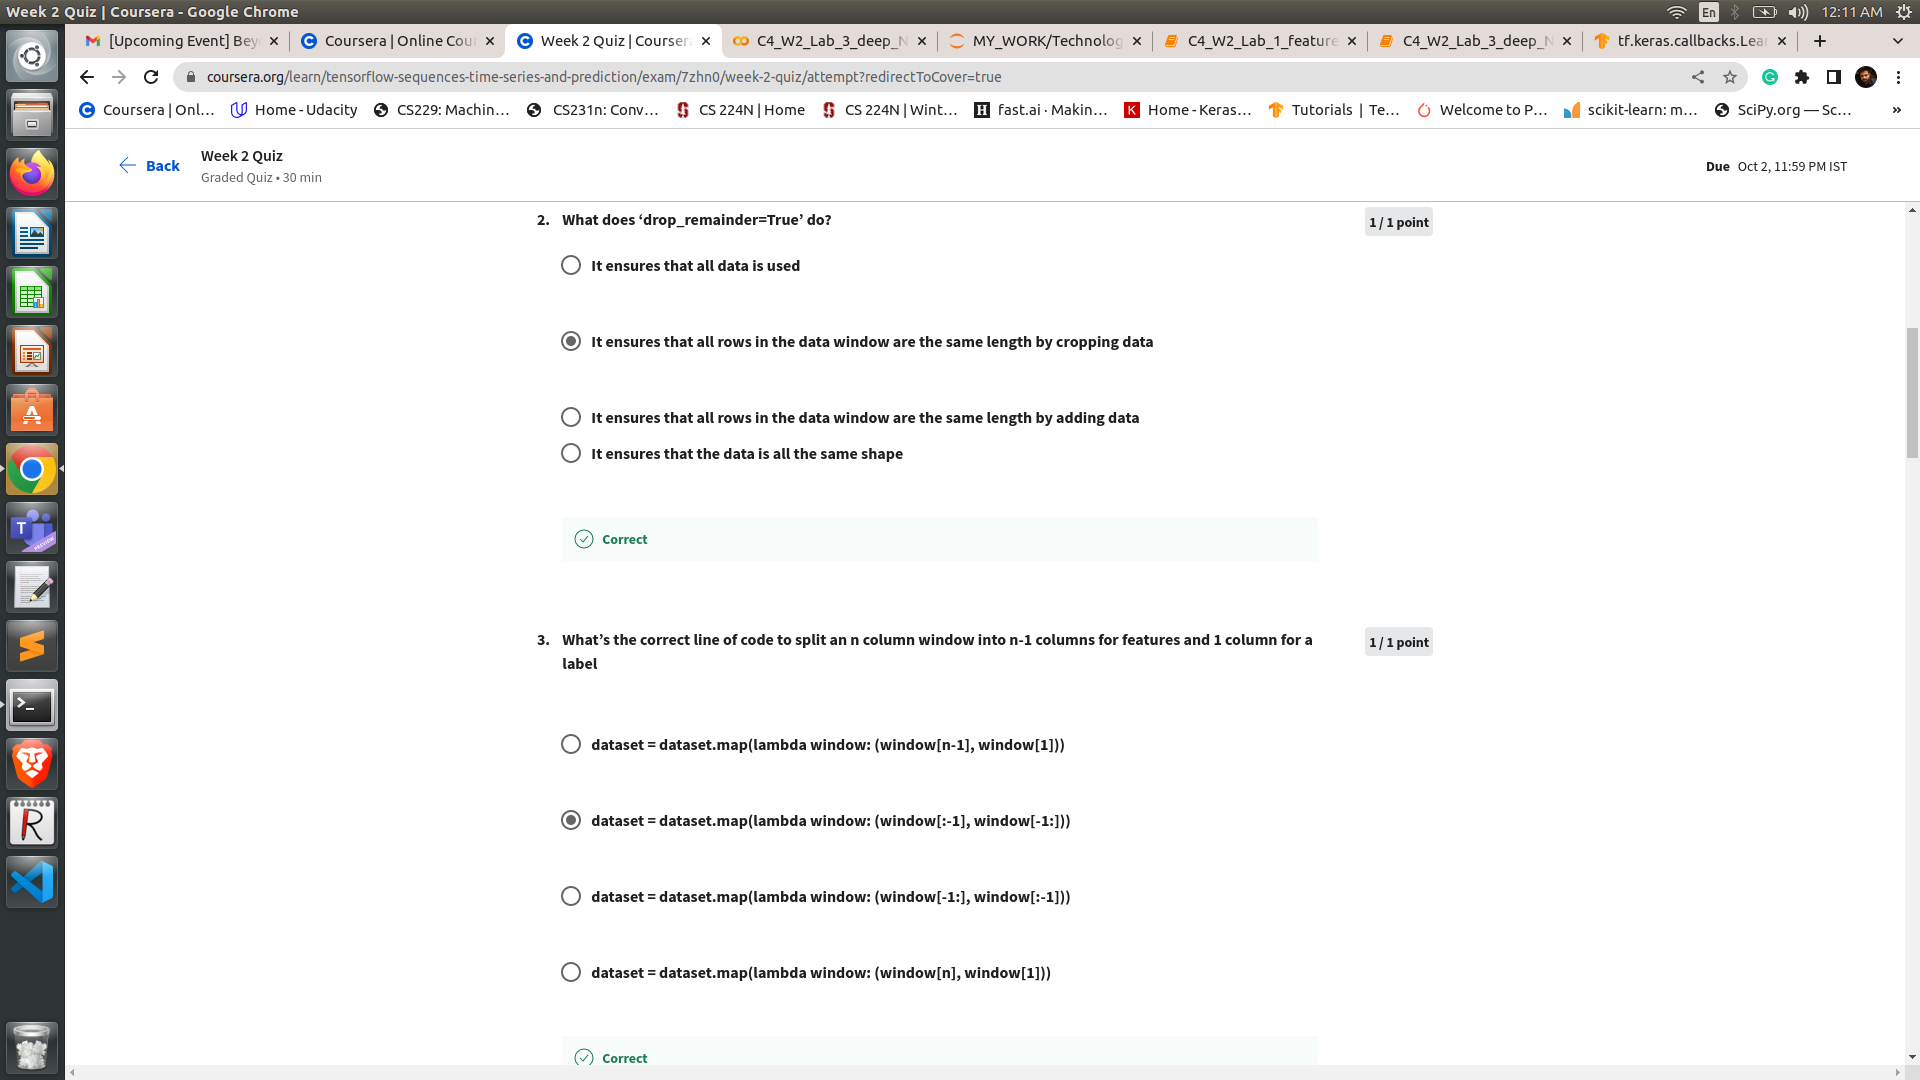 Week 2 Quiz | Coursera - Google Chrome
En
12:11 AM
[Upcoming Event] Bey
Coursera | Online Cour
Week 2 Quiz | Coursera
C4_W2_Lab_3_deep_N
MY_WORK/Technolog
C4_W2_Lab_1_feature
C4_W2_Lab_3_deep_N
tf.keras.callbacks.Lear
coursera.org/learn/tensorflow-sequences-time-series-and-prediction/exam/7zhn0/week-2-quiz/attempt?redirectToCover=true
Coursera | Onl...
Home - Udacity
CS229: Machin...
CS231n: Conv...
CS 224N | Home
CS 224N | Wint...
fast.ai · Makin...
Home - Keras...
Tutorials | Te...
Welcome to P...
scikit-learn: m...
SciPy.org — Sc...
»
Back
Week 2 Quiz
Graded Quiz • 30 min
Due Oct 2, 11:59 PM IST
2. What does ‘drop_remainder=True’ do?
1 / 1 point
It ensures that all data is used
It ensures that all rows in the data window are the same length by cropping data
It ensures that all rows in the data window are the same length by adding data
It ensures that the data is all the same shape
Correct
3. What’s the correct line of code to split an n column window into n-1 columns for features and 1 column for a
label
1 / 1 point
dataset = dataset.map(lambda window: (window[n-1], window[1]))
dataset = dataset.map(lambda window: (window[:-1], window[-1:]))
dataset = dataset.map(lambda window: (window[-1:], window[:-1]))
dataset = dataset.map(lambda window: (window[n], window[1]))
Correct